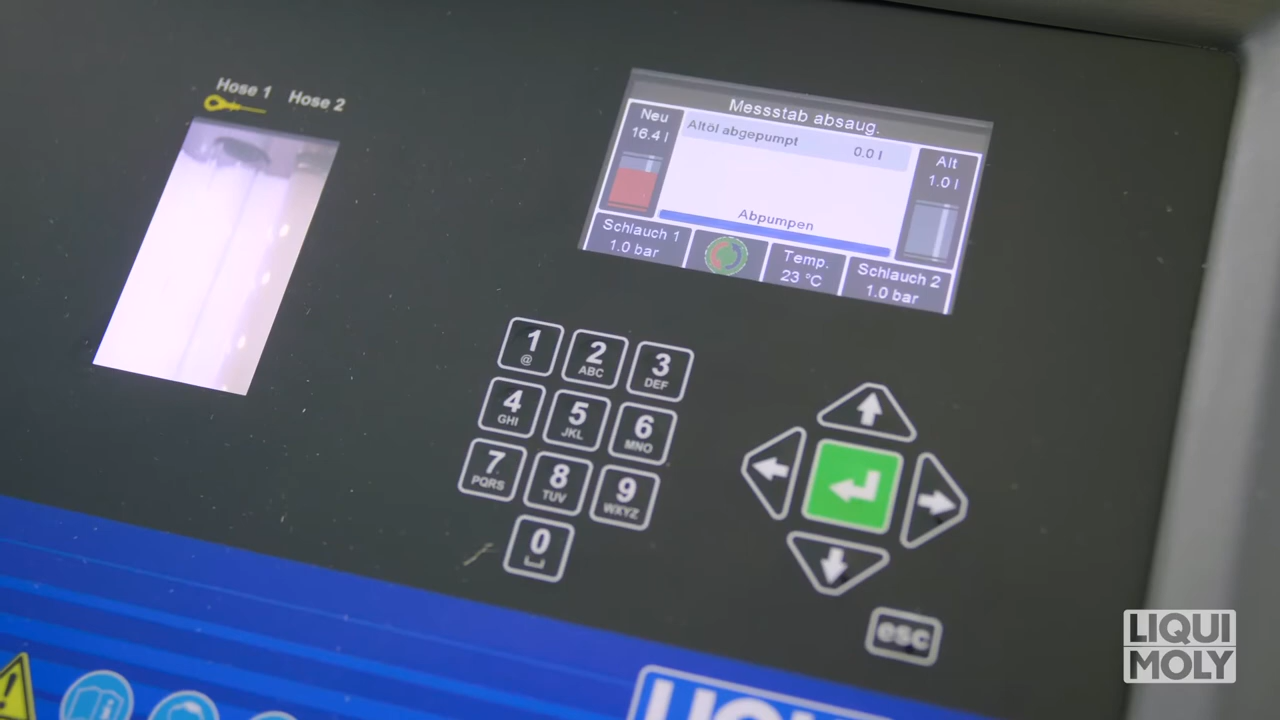 Hose 1 Hose 2
Messstab absaug.
Neu
16.4 l
Altöl abgepumpt 0.0 l
Alt
1.0 l
Abpumpen
Schlauch 1
1.0 bar
Temp.
23 °C
Schlauch 2
1.0 bar
1 2 3
@ ABC DEF
4 5 6
GHI JKL MNO
7 8 9
PQRS TUV WXYZ
0
esc
LIQUI
MOLY